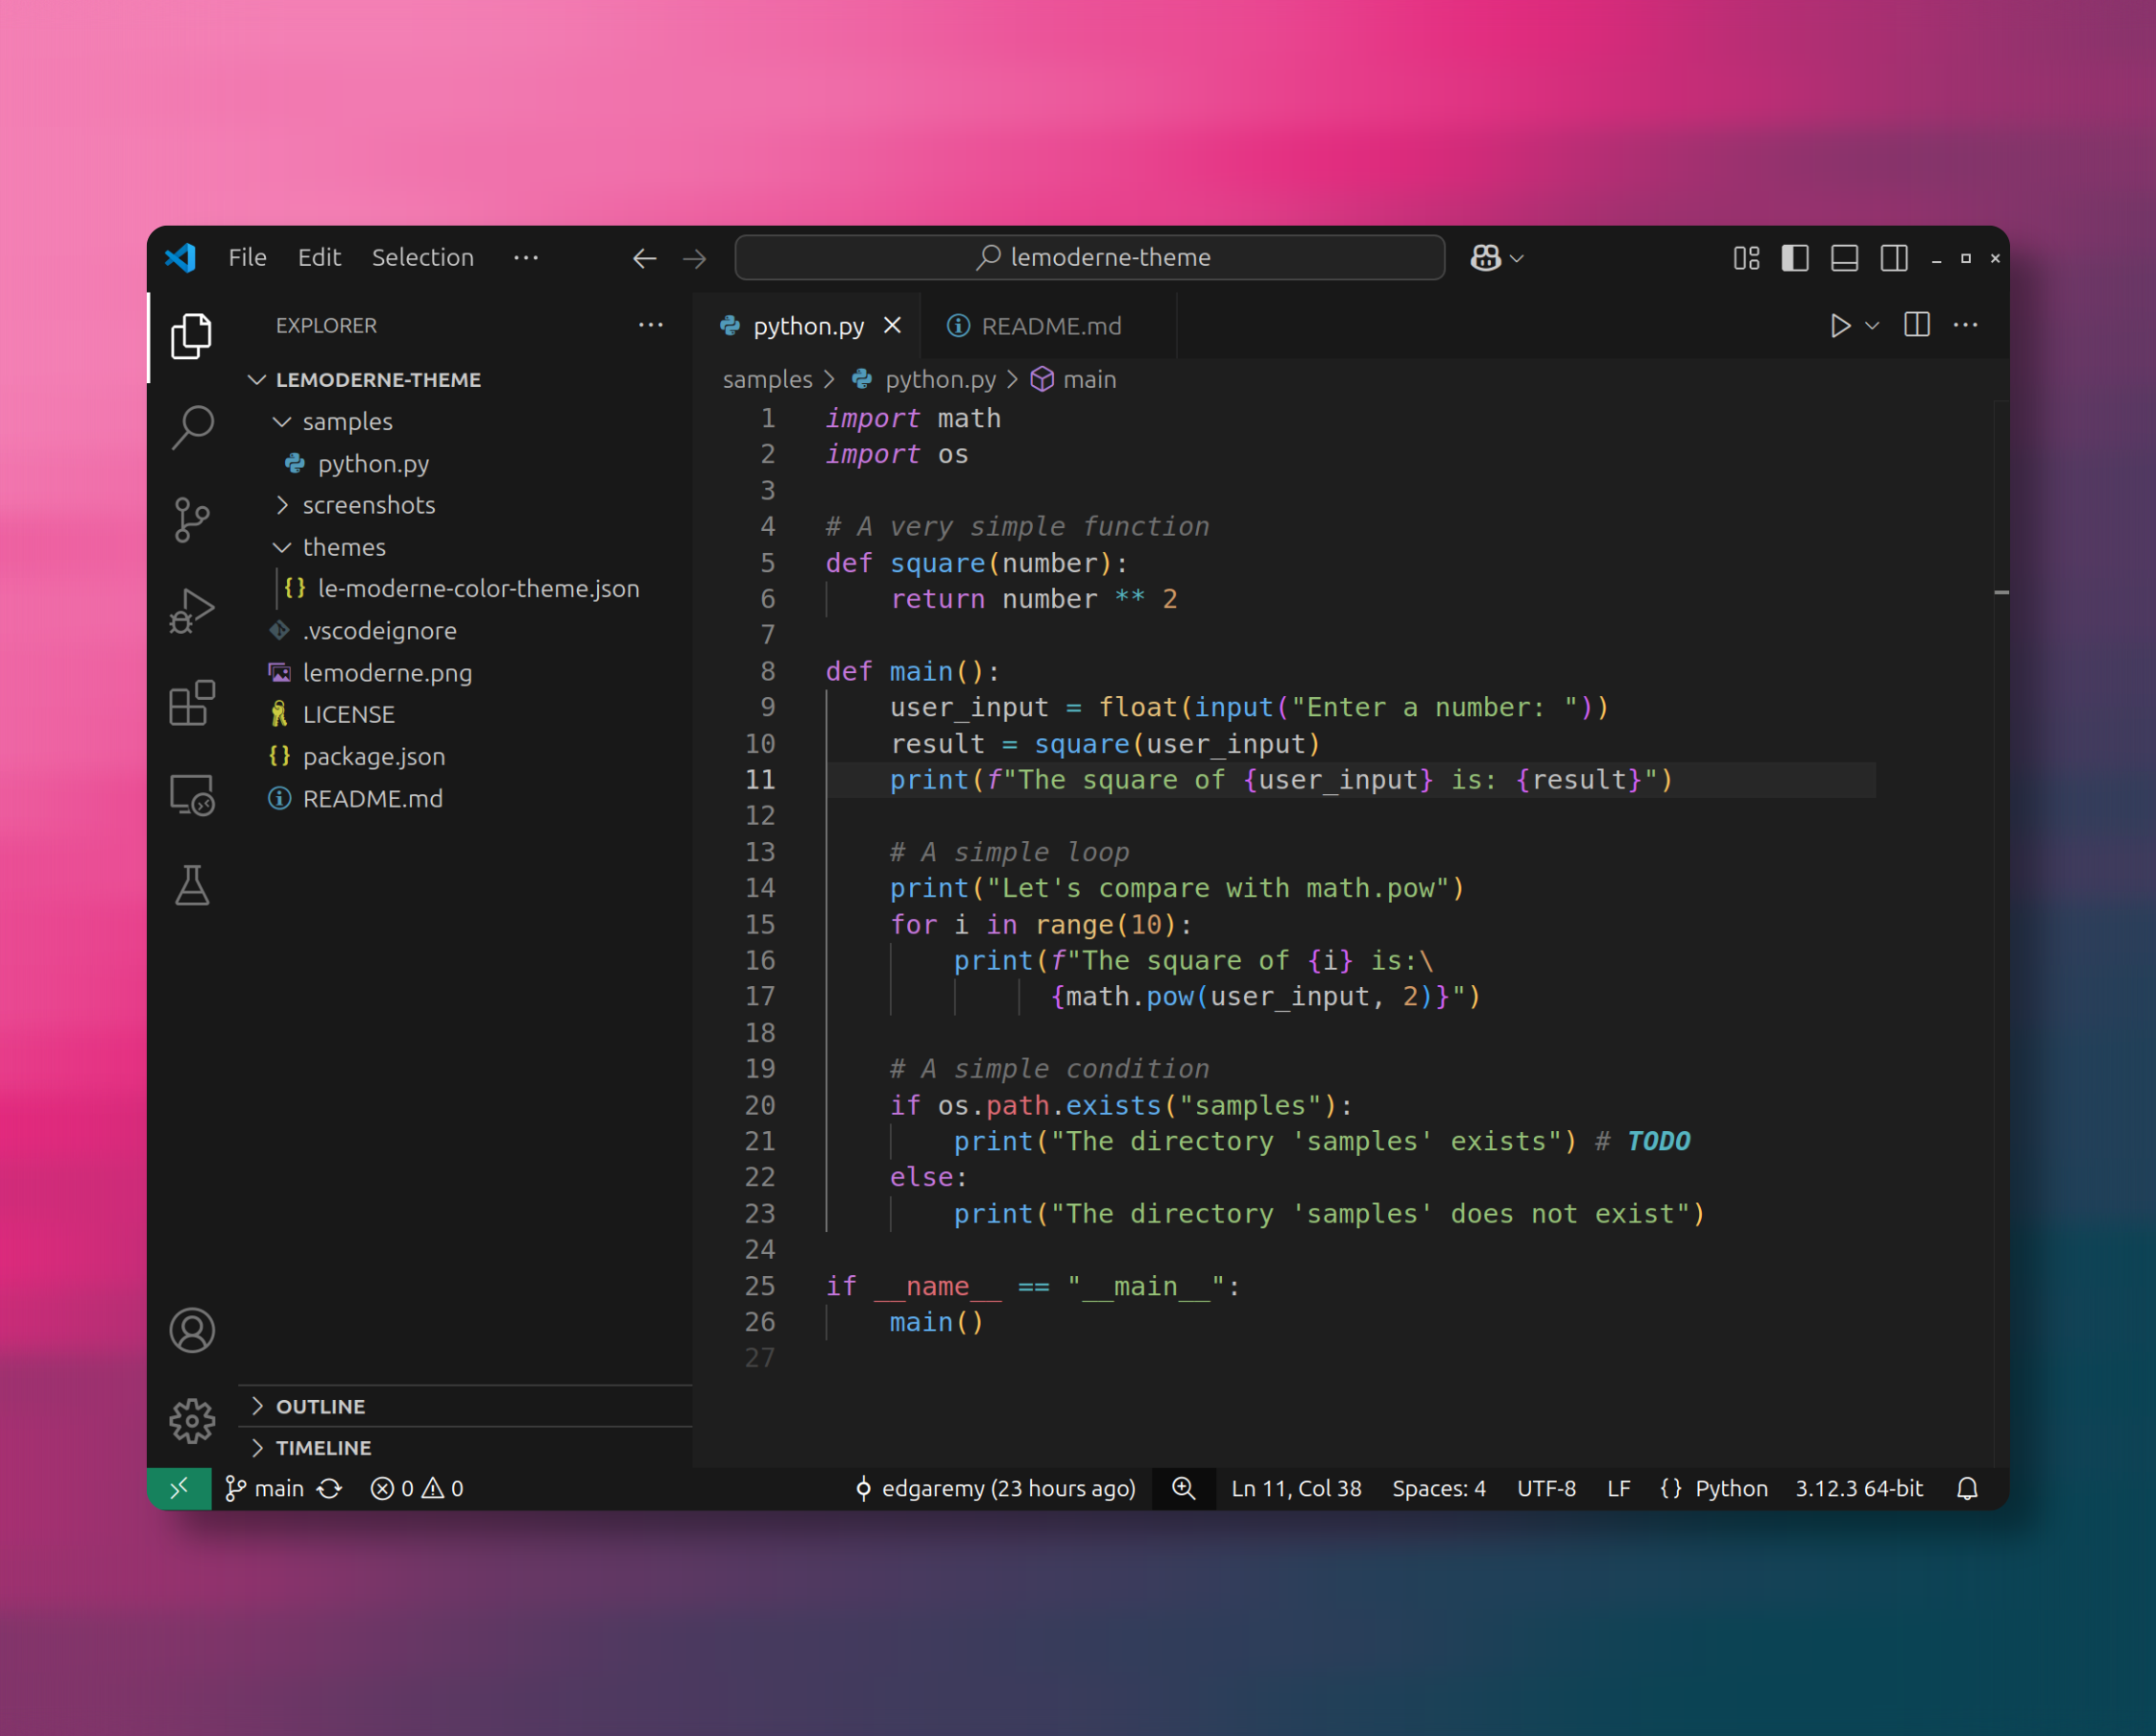 File Edit Selection ··· lemoderne-theme
EXPLORER ···
LEMODERNE-THEME
samples
python.py
screenshots
themes
{} le-moderne-color-theme.json
.vscodeignore
lemoderne.png
LICENSE
{} package.json
README.md
OUTLINE
TIMELINE
python.py README.md
samples > python.py > main
1 import math
2 import os
3
4 # A very simple function
5 def square(number):
6     return number ** 2
7
8 def main():
9     user_input = float(input("Enter a number: "))
10     result = square(user_input)
11     print(f"The square of {user_input} is: {result}")
12
13     # A simple loop
14     print("Let's compare with math.pow")
15     for i in range(10):
16         print(f"The square of {i} is:\
17               {math.pow(user_input, 2)}")
18
19     # A simple condition
20     if os.path.exists("samples"):
21         print("The directory 'samples' exists") # TODO
22     else:
23         print("The directory 'samples' does not exist")
24
25 if __name__ == "__main__":
26     main()
27
main 0 0 edgaremy (23 hours ago) Ln 11, Col 38 Spaces: 4 UTF-8 LF {} Python 3.12.3 64-bit